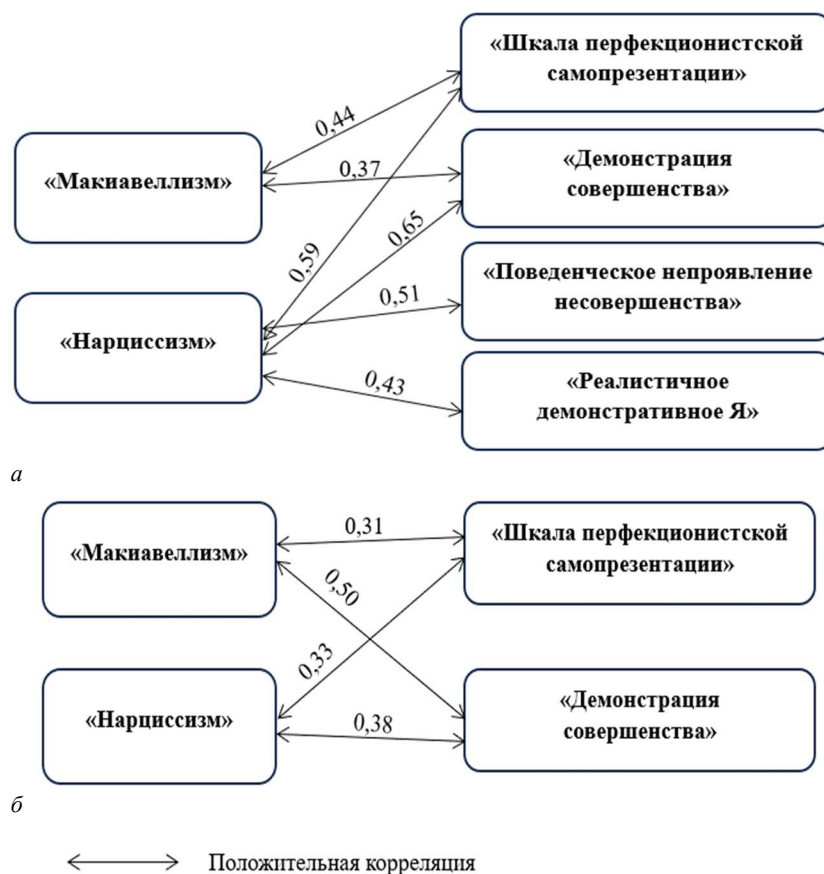 «Шкала перфекционистской
самопрезентации»
0,44
«Макиавеллизм»
0,37
«Демонстрация
совершенства»
0,59
0,65
«Поведенческое непроявление
несовершенства»
0,51
«Нарциссизм»
0,43
«Реалистичное
демонстративное Я»
а
«Макиавеллизм»
0,31
«Шкала перфекционистской
самопрезентации»
0,50
0,33
«Нарциссизм»
0,38
«Демонстрация
совершенства»
б
Положительная корреляция